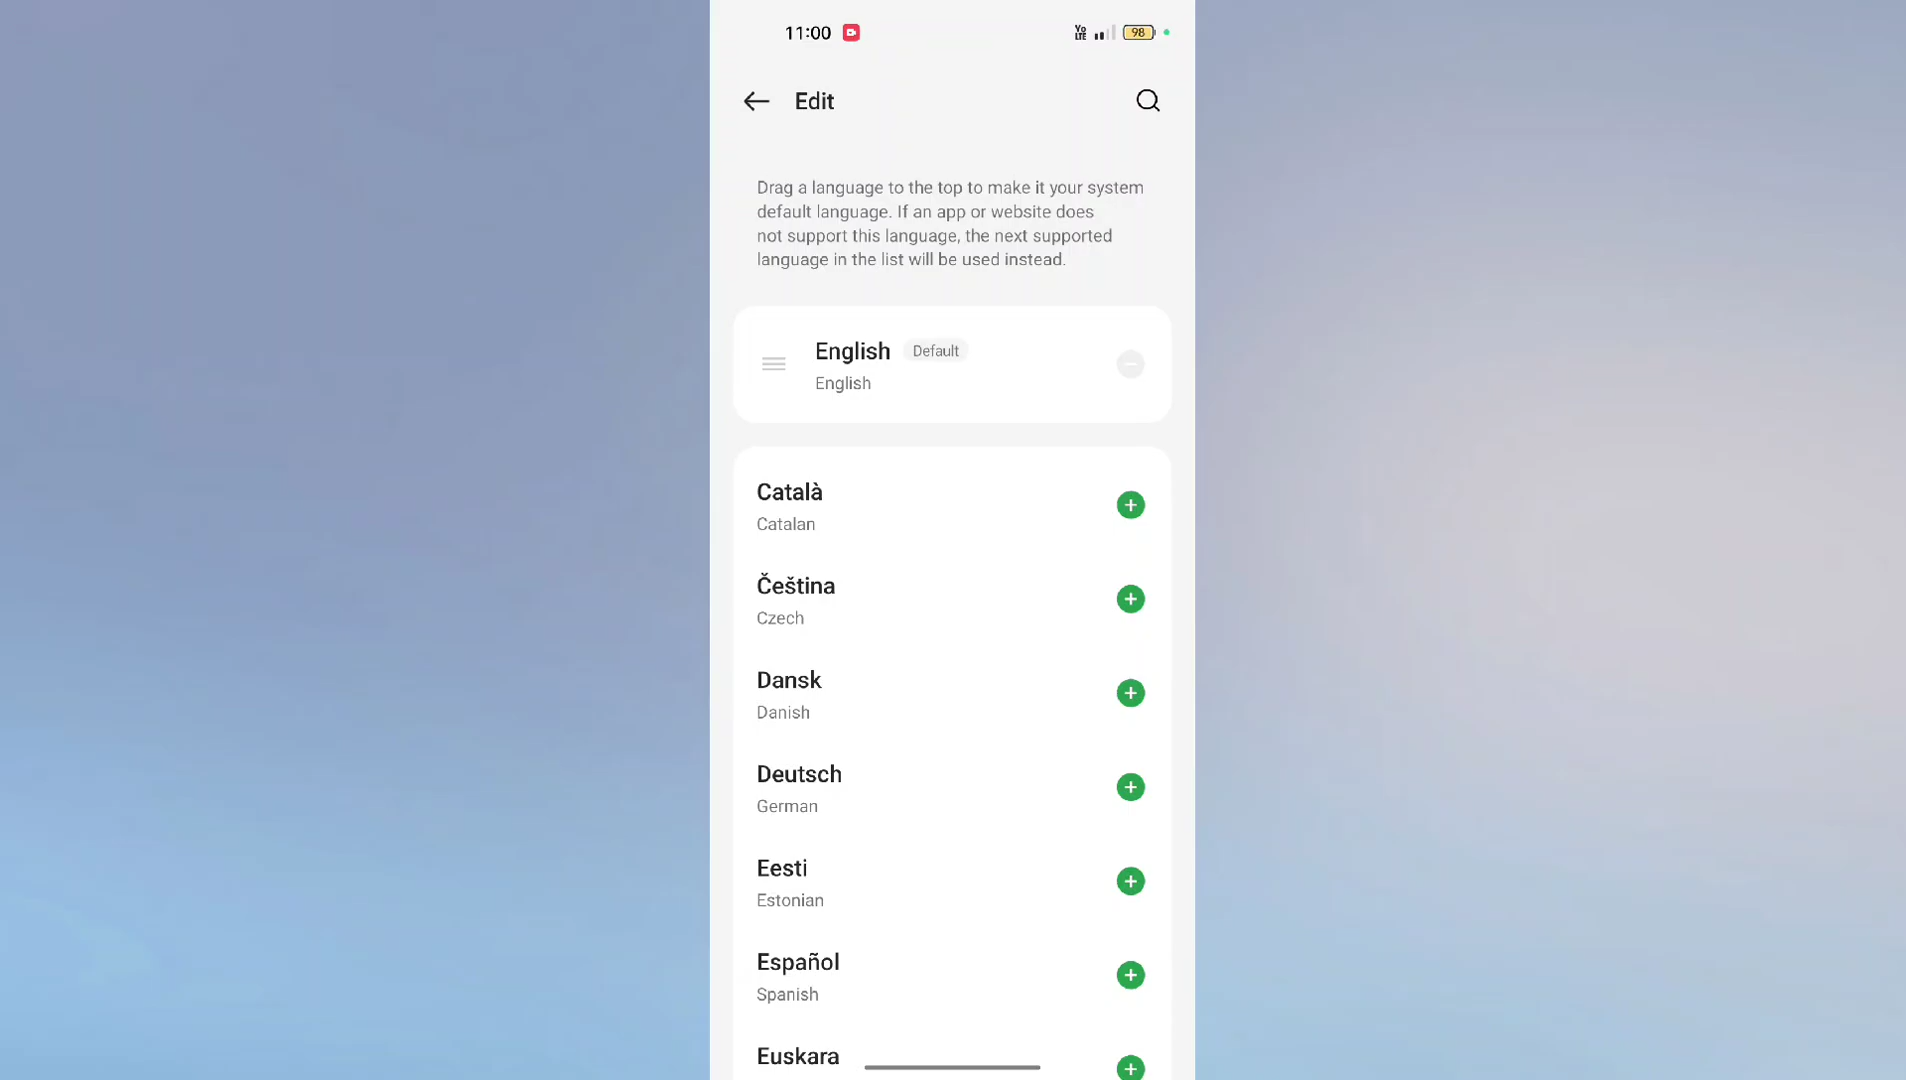 11:00
Vo LTE
98
Edit
Drag a language to the top to make it your system
default language. If an app or website does
not support this language, the next supported
language in the list will be used instead.
English Default
English
Català
Catalan
Čeština
Czech
Dansk
Danish
Deutsch
German
Eesti
Estonian
Español
Spanish
Euskara